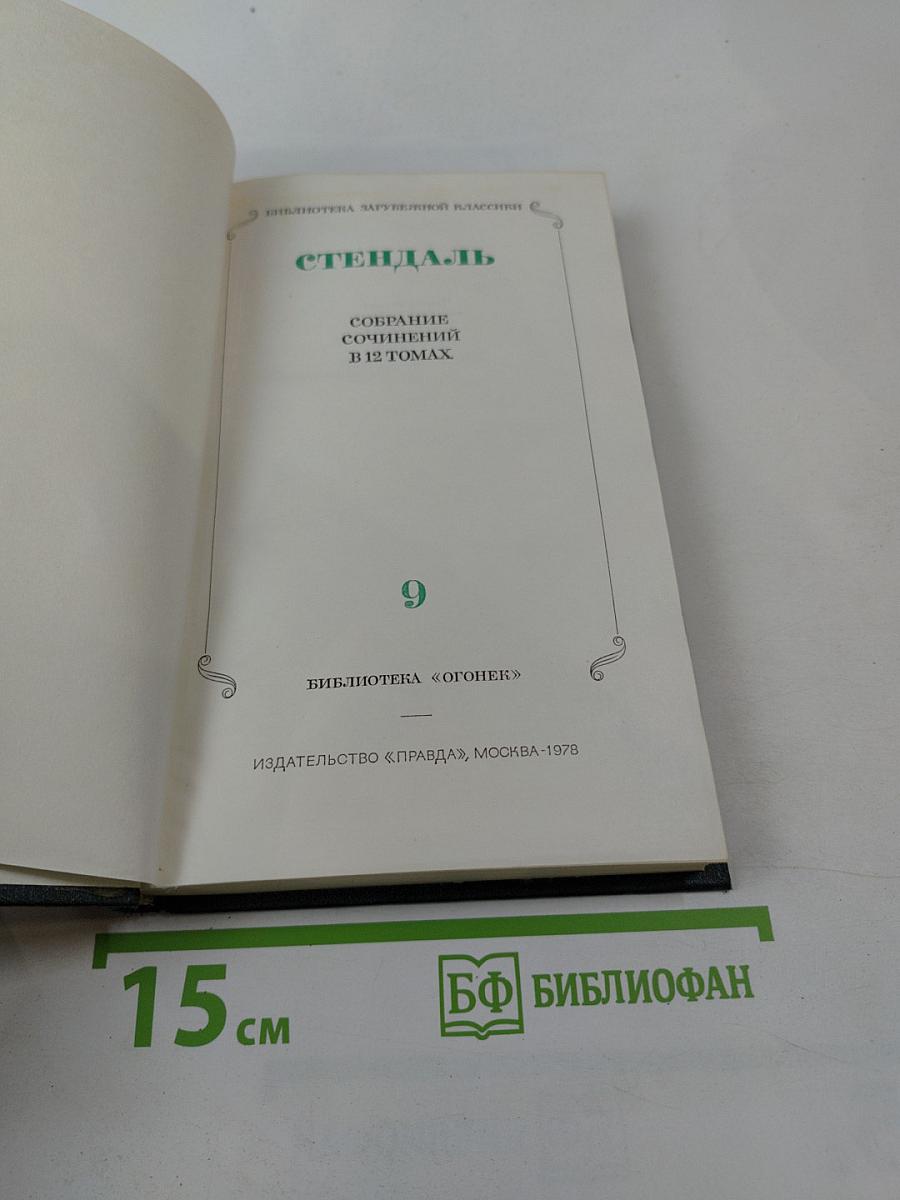 БИБЛИОТЕКА ЗАРУБЕЖНОЙ КЛАССИКИ
СТЕНДАЛЬ
СОБРАНИЕ
СОЧИНЕНИЙ
В 12 ТОМАХ
9
БИБЛИОТЕКА «ОГОНЕК»
ИЗДАТЕЛЬСТВО «ПРАВДА», МОСКВА-1978
15 см
БФ БИБЛИОФАН